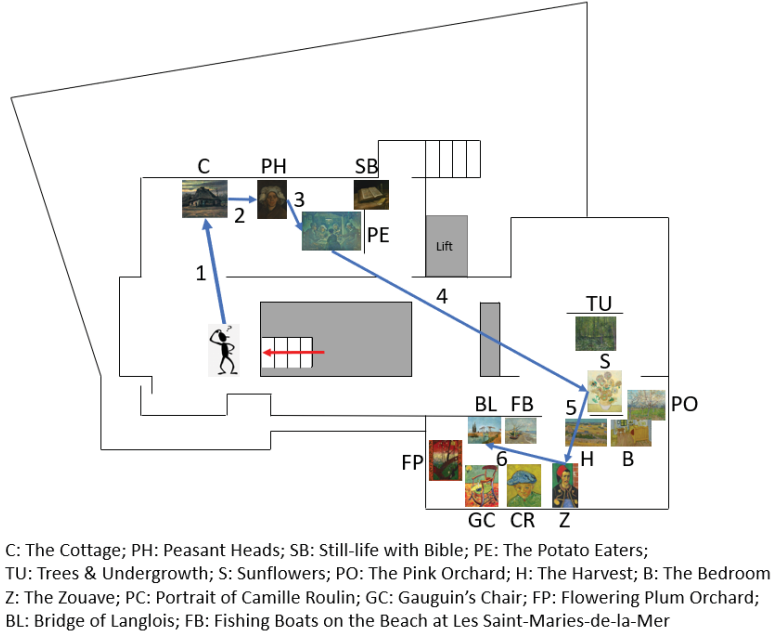 C PH SB
2 3
PE
1
Lift
4
TU
S
PO
5
BL FB
6
H B
FP
GC CR Z
C: The Cottage; PH: Peasant Heads; SB: Still-life with Bible; PE: The Potato Eaters;
TU: Trees & Undergrowth; S: Sunflowers; PO: The Pink Orchard; H: The Harvest; B: The Bedroom
Z: The Zouave; PC: Portrait of Camille Roulin; GC: Gauguin's Chair; FP: Flowering Plum Orchard;
BL: Bridge of Langlois; FB: Fishing Boats on the Beach at Les Saint-Maries-de-la-Mer